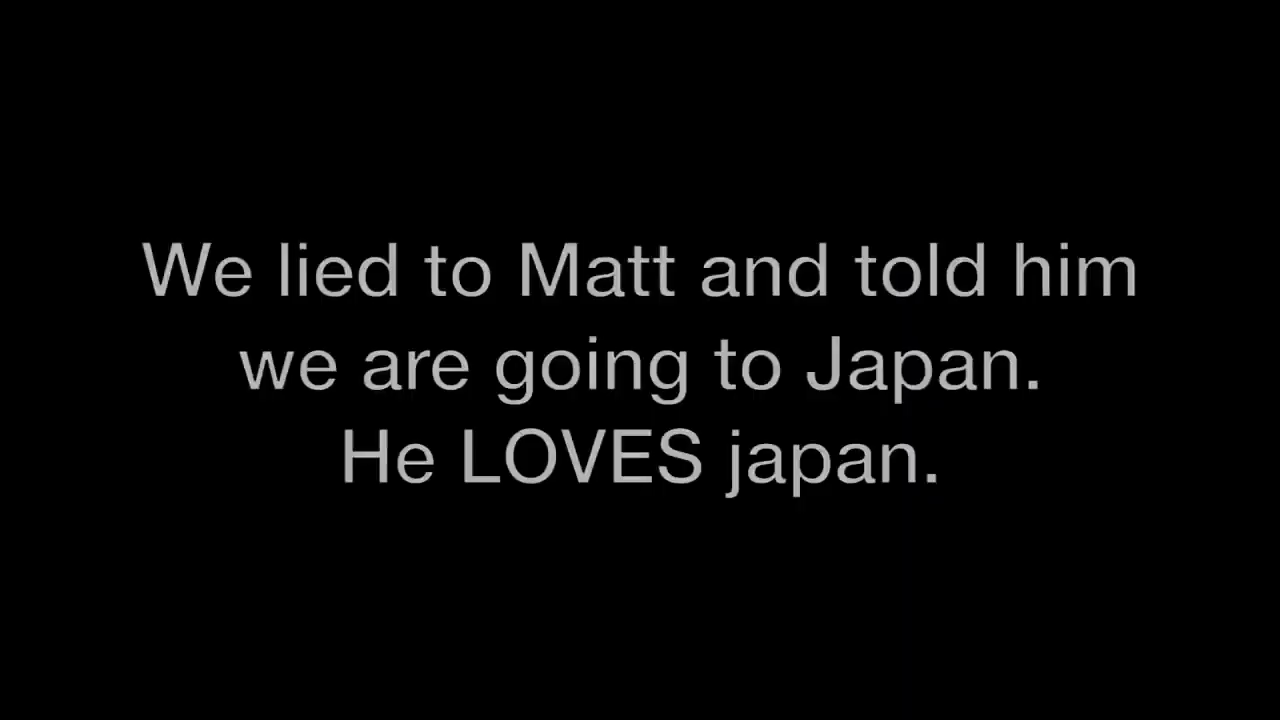 We lied to Matt and told him
we are going to Japan.
He LOVES japan.